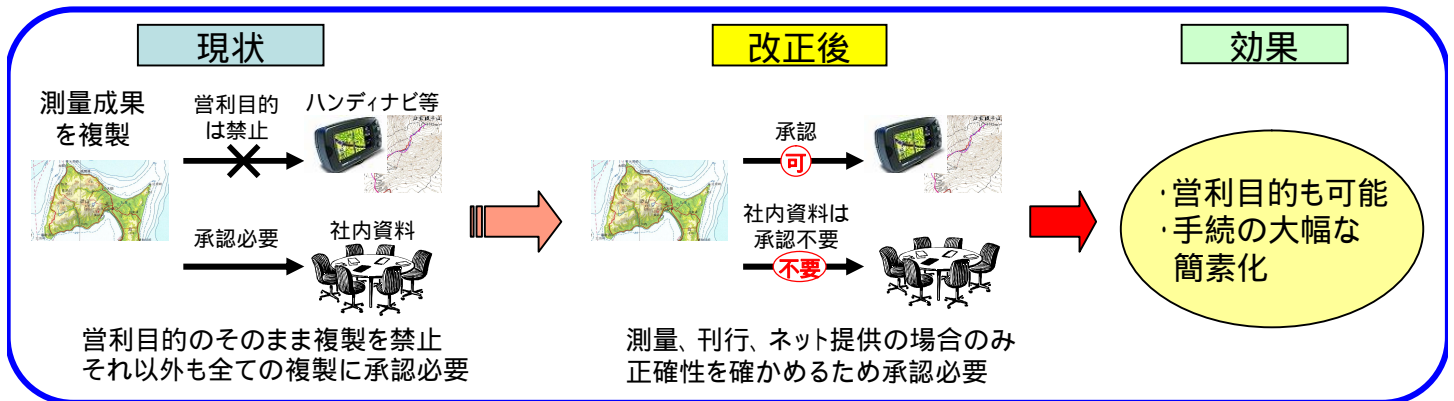 現状
測量成果
を複製
営利目的
は禁止
ハンディナビ等
承認必要
社内資料
営利目的のそのまま複製を禁止
それ以外も全ての複製に承認必要
改正後
承認
可
社内資料は
承認不要
不要
測量、刊行、ネット提供の場合のみ
正確性を確かめるため承認必要
効果
・営利目的も可能
・手続の大幅な
簡素化